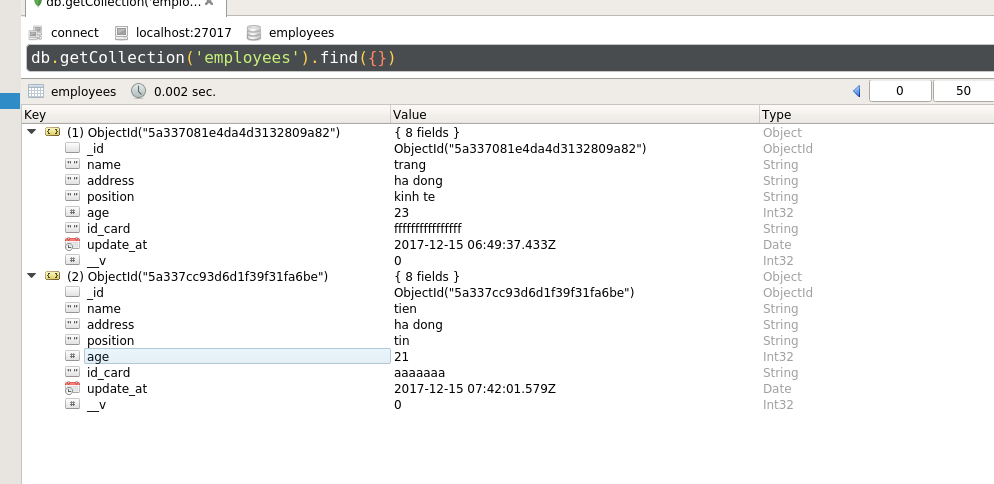 db.getCollection('emplo...
connect localhost:27017 employees
db.getCollection('employees').find({})
employees 0.002 sec. 0 50
Key Value Type
(1) ObjectId("5a337081e4da4d3132809a82") { 8 fields } Object
_id ObjectId("5a337081e4da4d3132809a82") ObjectId
name trang String
address ha dong String
position kinh te String
age 23 Int32
id_card ffffffffffffffff String
update_at 2017-12-15 06:49:37.433Z Date
__v 0 Int32
(2) ObjectId("5a337cc93d6d1f39f31fa6be") { 8 fields } Object
_id ObjectId("5a337cc93d6d1f39f31fa6be") ObjectId
name tien String
address ha dong String
position tin String
age 21 Int32
id_card aaaaaaa String
update_at 2017-12-15 07:42:01.579Z Date
__v 0 Int32